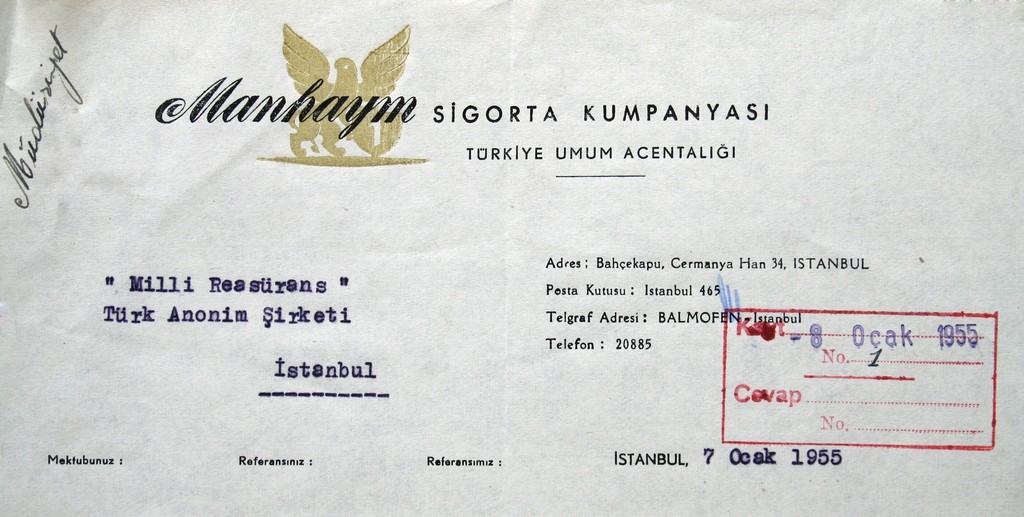 Müdüriyet
Manhaym SİGORTA KUMPANYASI
TÜRKİYE UMUM ACENTALIĞI
" Milli Reasürans "
Türk Anonim Şirketi
İstanbul
Adres : Bahçekapu, Cermanya Han 34, ISTANBUL
Posta Kutusu : Istanbul 465
Telgraf Adresi : BALMOFEN - Istanbul
Telefon : 20885
Kayıt - 8 Ocak 1955
No. 1
Cevap
No.
Mektubunuz :
Referansınız :
Referansımız :
İSTANBUL, 7 Ocak 1955